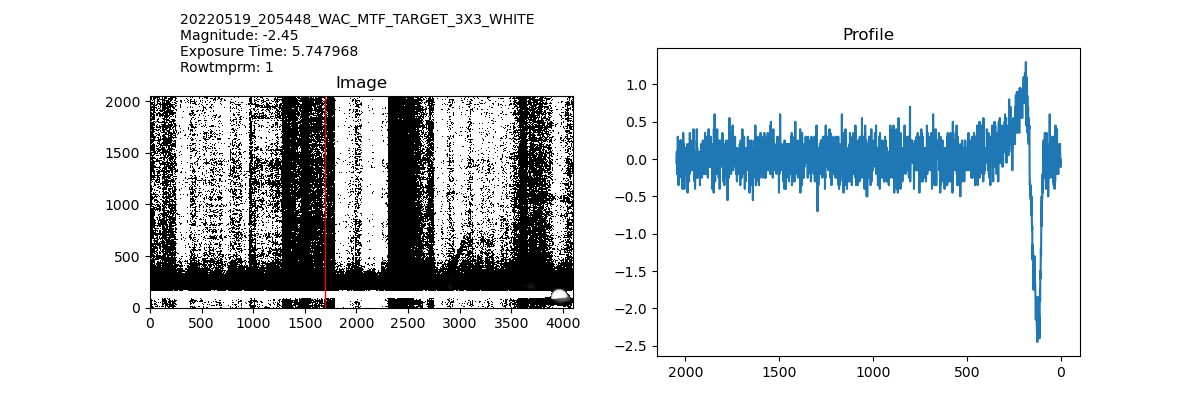 20220519_205448_WAC_MTF_TARGET_3X3_WHITE
Magnitude: -2.45
Exposure Time: 5.747968
Rowtmprm: 1
Image
2000
1500
1000
500
0
0 500 1000 1500 2000 2500 3000 3500 4000
Profile
1.0
0.5
0.0
−0.5
−1.0
−1.5
−2.0
−2.5
2000 1500 1000 500 0